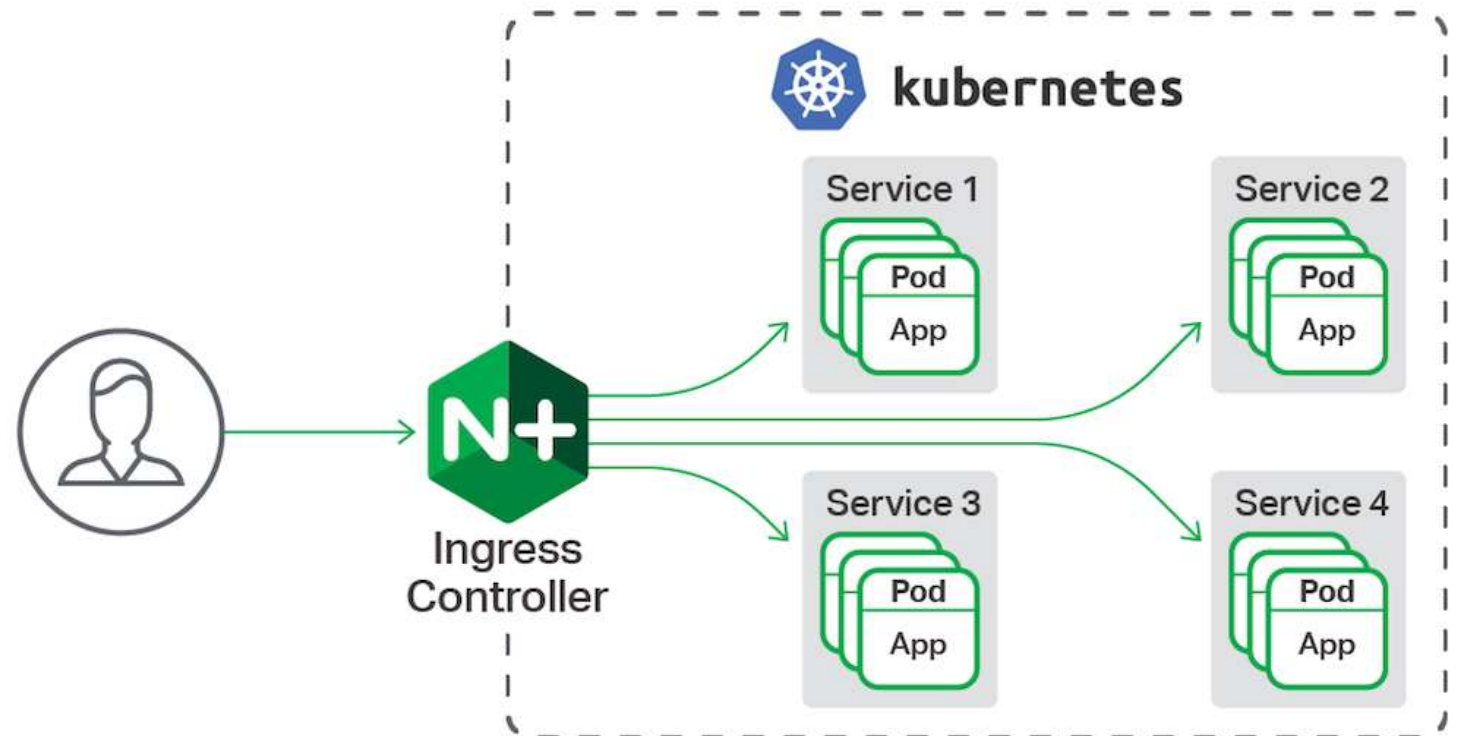 kubernetes
Service 1
Pod
App
Service 2
Pod
App
N+
Ingress
Controller
Service 3
Pod
App
Service 4
Pod
App